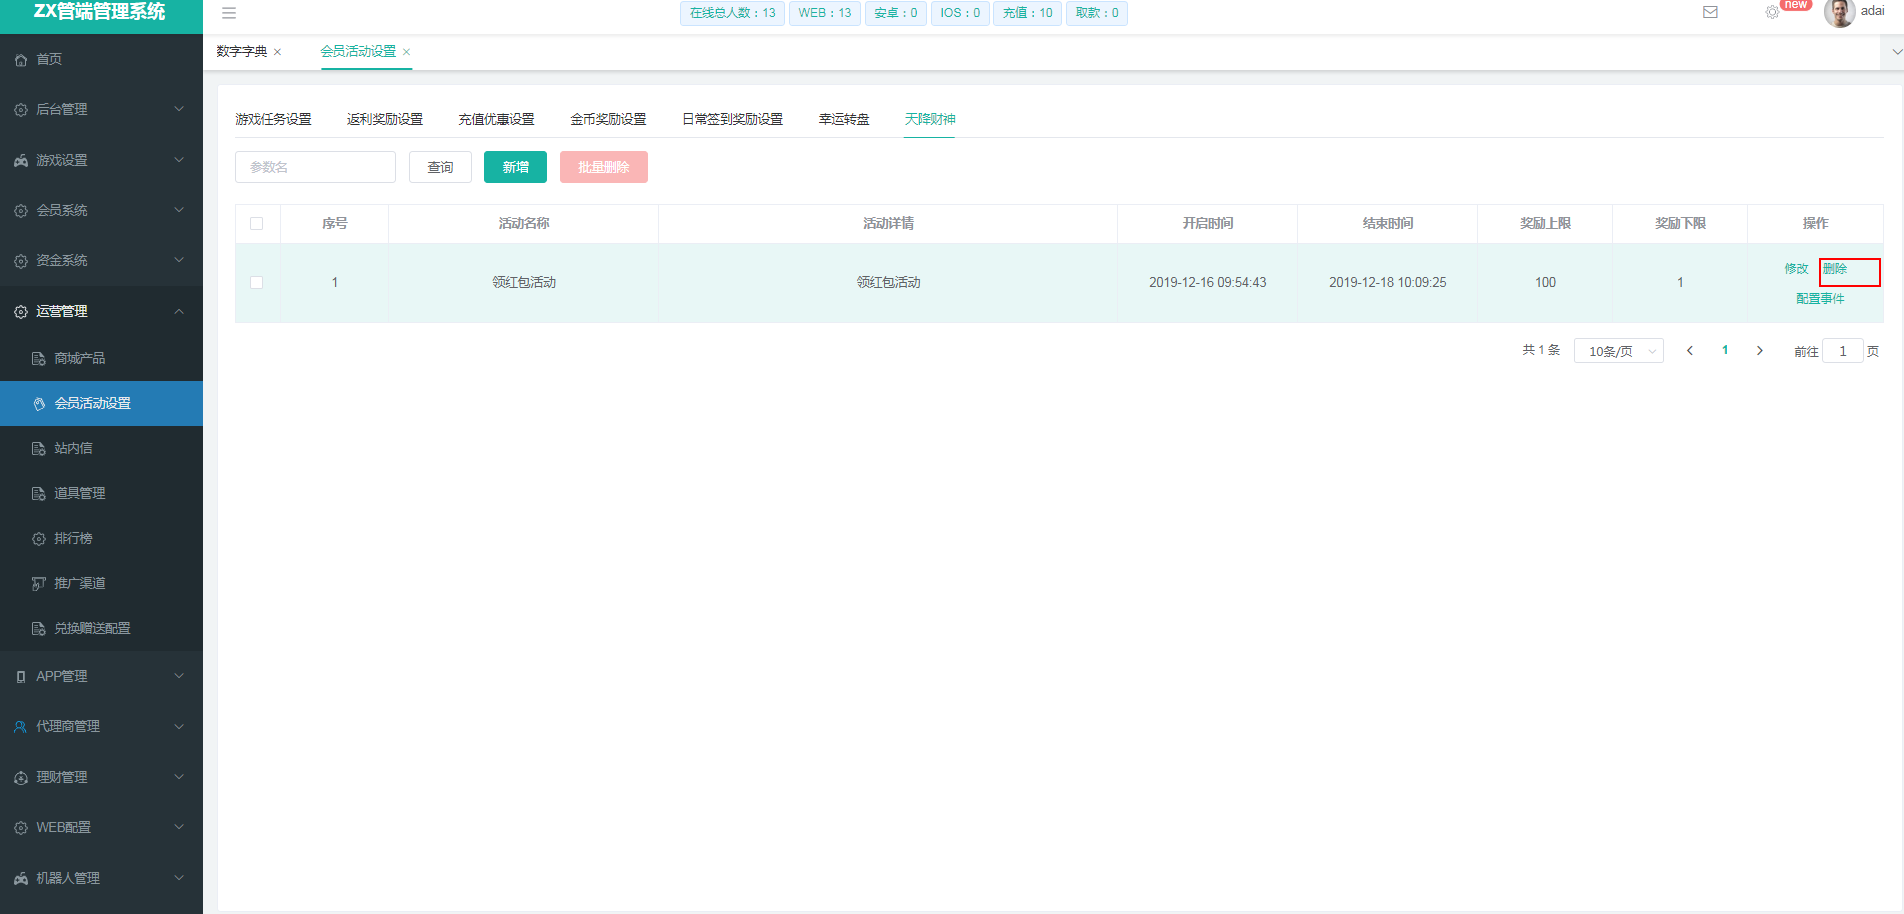 ZX管端管理系统
在线总人数：13 WEB：13 安卓：0 IOS：0 充值：10 取款：0
new
adai
数字字典
会员活动设置
首页
后台管理
游戏设置
会员系统
资金系统
运营管理
商城产品
会员活动设置
站内信
道具管理
排行榜
推广渠道
兑换赠送配置
APP管理
代理商管理
理财管理
WEB配置
机器人管理
游戏任务设置 返利奖励设置 充值优惠设置 金币奖励设置 日常签到奖励设置 幸运转盘 天降财神
参数名 查询 新增 批量删除
序号 活动名称 活动详情 开启时间 结束时间 奖励上限 奖励下限 操作
1 领红包活动 领红包活动 2019-12-16 09:54:43 2019-12-18 10:09:25 100 1 修改 删除
配置事件
共 1 条 10条/页 1 前往 1 页